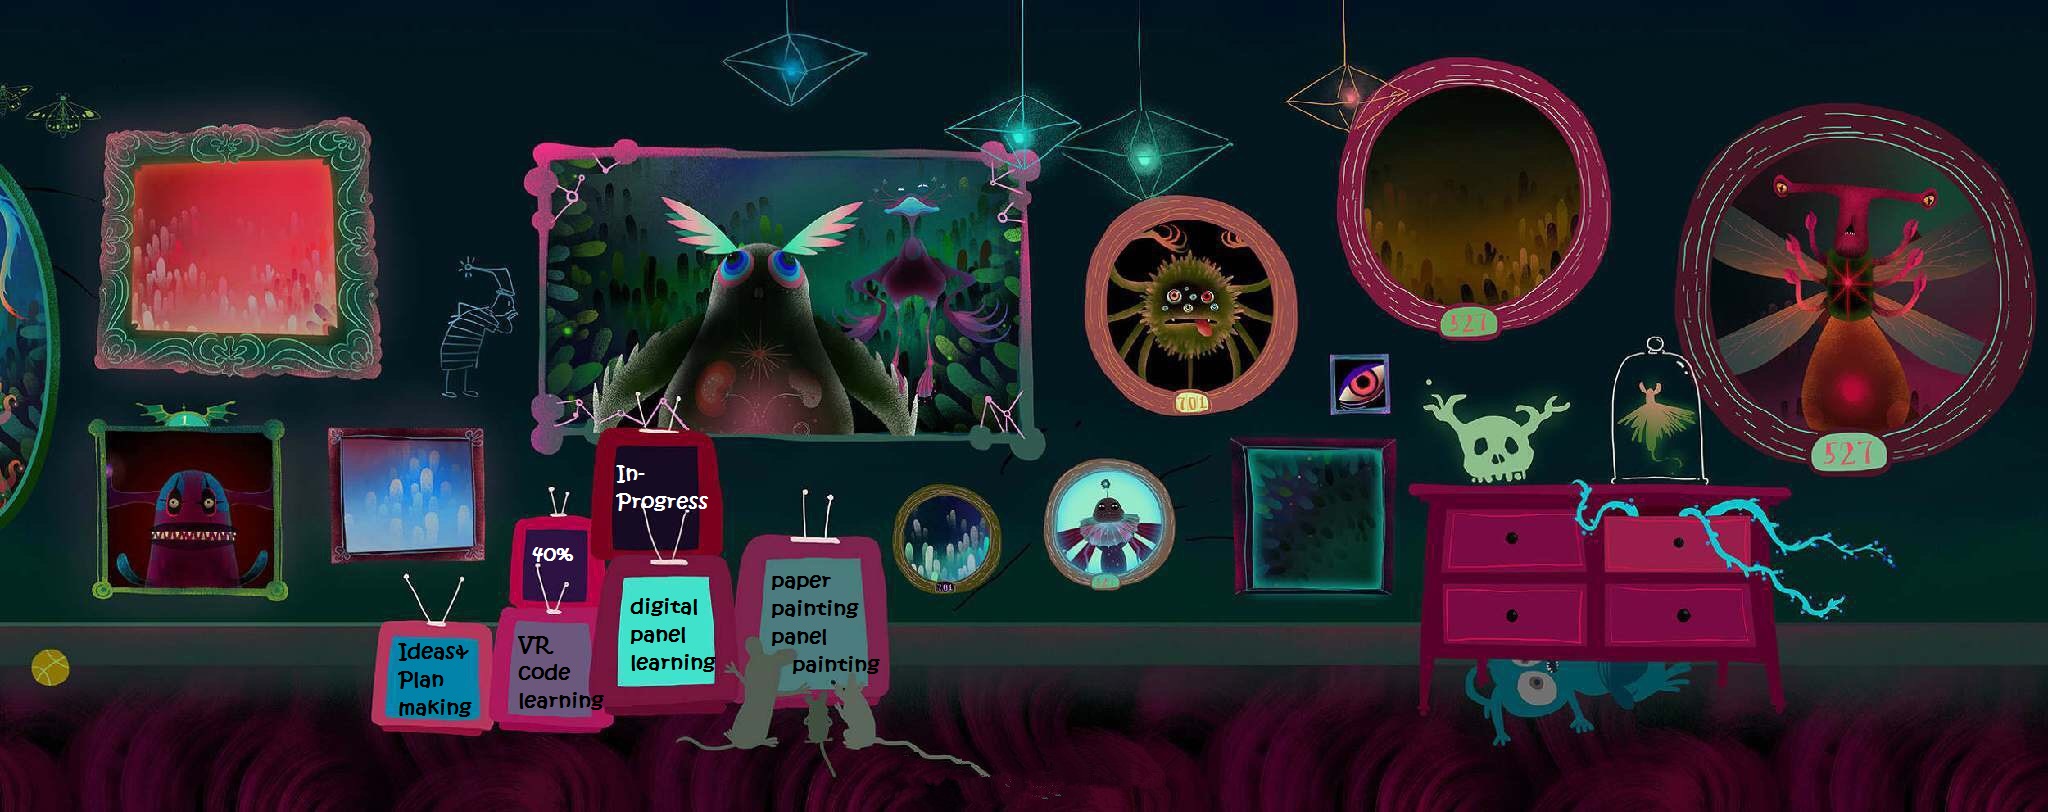 527
701
527
In-
Progress
40%
digital
panel
learning
paper
painting
panel
painting
Ideas&
Plan
making
VR
code
learning